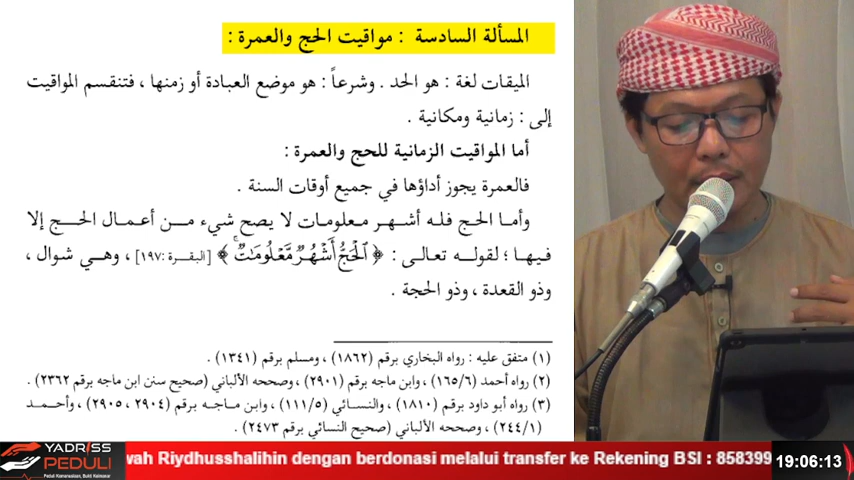 المسألة السادسة : مواقيت الحج والعمرة :
الميقات لغة : هو الحد . وشرعاً : هو موضع العبادة أو زمنها ، فتنقسم المواقيت
إلى : زمانية ومكانية .
أما المواقيت الزمانية للحج والعمرة :
فالعمرة يجوز أداؤها في جميع أوقات السنة .
وأما الحج فله أشهر معلومات لا يصح شيء من أعمال الحج إلا
فيها ؛ لقوله تعالى : ﴿ ٱلْحَجُّ أَشْهُرٌ مَّعْلُومَٰتٌ ۚ ﴾ [البقرة :١٩٧] ، وهي شوال ،
وذو القعدة ، وذو الحجة .
(١) متفق عليه : رواه البخاري برقم (١٨٦٢) ، ومسلم برقم (١٣٤١) .
(٢) رواه أحمد (١٦٥/٦) ، وابن ماجه برقم (٢٩٠١) ، وصححه الألباني (صحيح سنن ابن ماجه برقم ٢٣٦٢) .
(٣) رواه أبو داود برقم (١٨١٠) ، والنسائي (١١١/٥) ، وابن ماجه برقم (٢٩٠٤ ، ٢٩٠٥) ، وأحمد
(٢٤٤/١) ، وصححه الألباني (صحيح النسائي برقم ٢٤٧٣) .
YADRISS
PEDULI
Peduli Kemanusiaan, Bukti Keimanan
wah Riydhusshalihin dengan berdonasi melalui transfer ke Rekening BSI : 858399
19:06:13